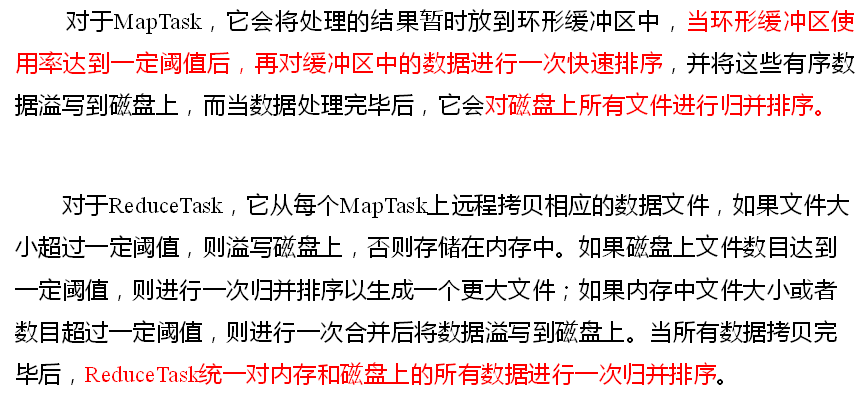 对于MapTask，它会将处理的结果暂时放到环形缓冲区中，当环形缓冲区使
用率达到一定阈值后，再对缓冲区中的数据进行一次快速排序，并将这些有序数
据溢写到磁盘上，而当数据处理完毕后，它会对磁盘上所有文件进行归并排序。
对于ReduceTask，它从每个MapTask上远程拷贝相应的数据文件，如果文件大
小超过一定阈值，则溢写磁盘上，否则存储在内存中。如果磁盘上文件数目达到
一定阈值，则进行一次归并排序以生成一个更大文件；如果内存中文件大小或者
数目超过一定阈值，则进行一次合并后将数据溢写到磁盘上。当所有数据拷贝完
毕后，ReduceTask统一对内存和磁盘上的所有数据进行一次归并排序。